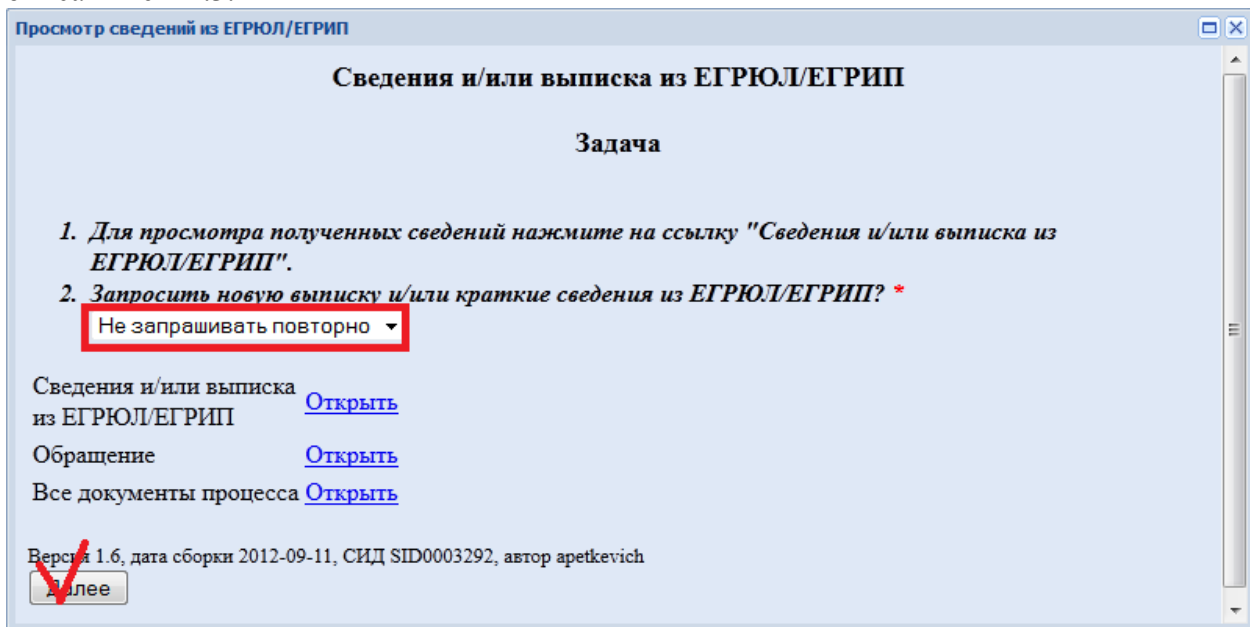 Просмотр сведений из ЕГРЮЛ/ЕГРИП
Сведения и/или выписка из ЕГРЮЛ/ЕГРИП
Задача
1. Для просмотра полученных сведений нажмите на ссылку "Сведения и/или выписка из
ЕГРЮЛ/ЕГРИП".
2. Запросить новую выписку и/или краткие сведения из ЕГРЮЛ/ЕГРИП? *
Не запрашивать повторно
Сведения и/или выписка
из ЕГРЮЛ/ЕГРИП Открыть
Обращение Открыть
Все документы процесса Открыть
Версия 1.6, дата сборки 2012-09-11, СИД SID0003292, автор apetkevich
Далее